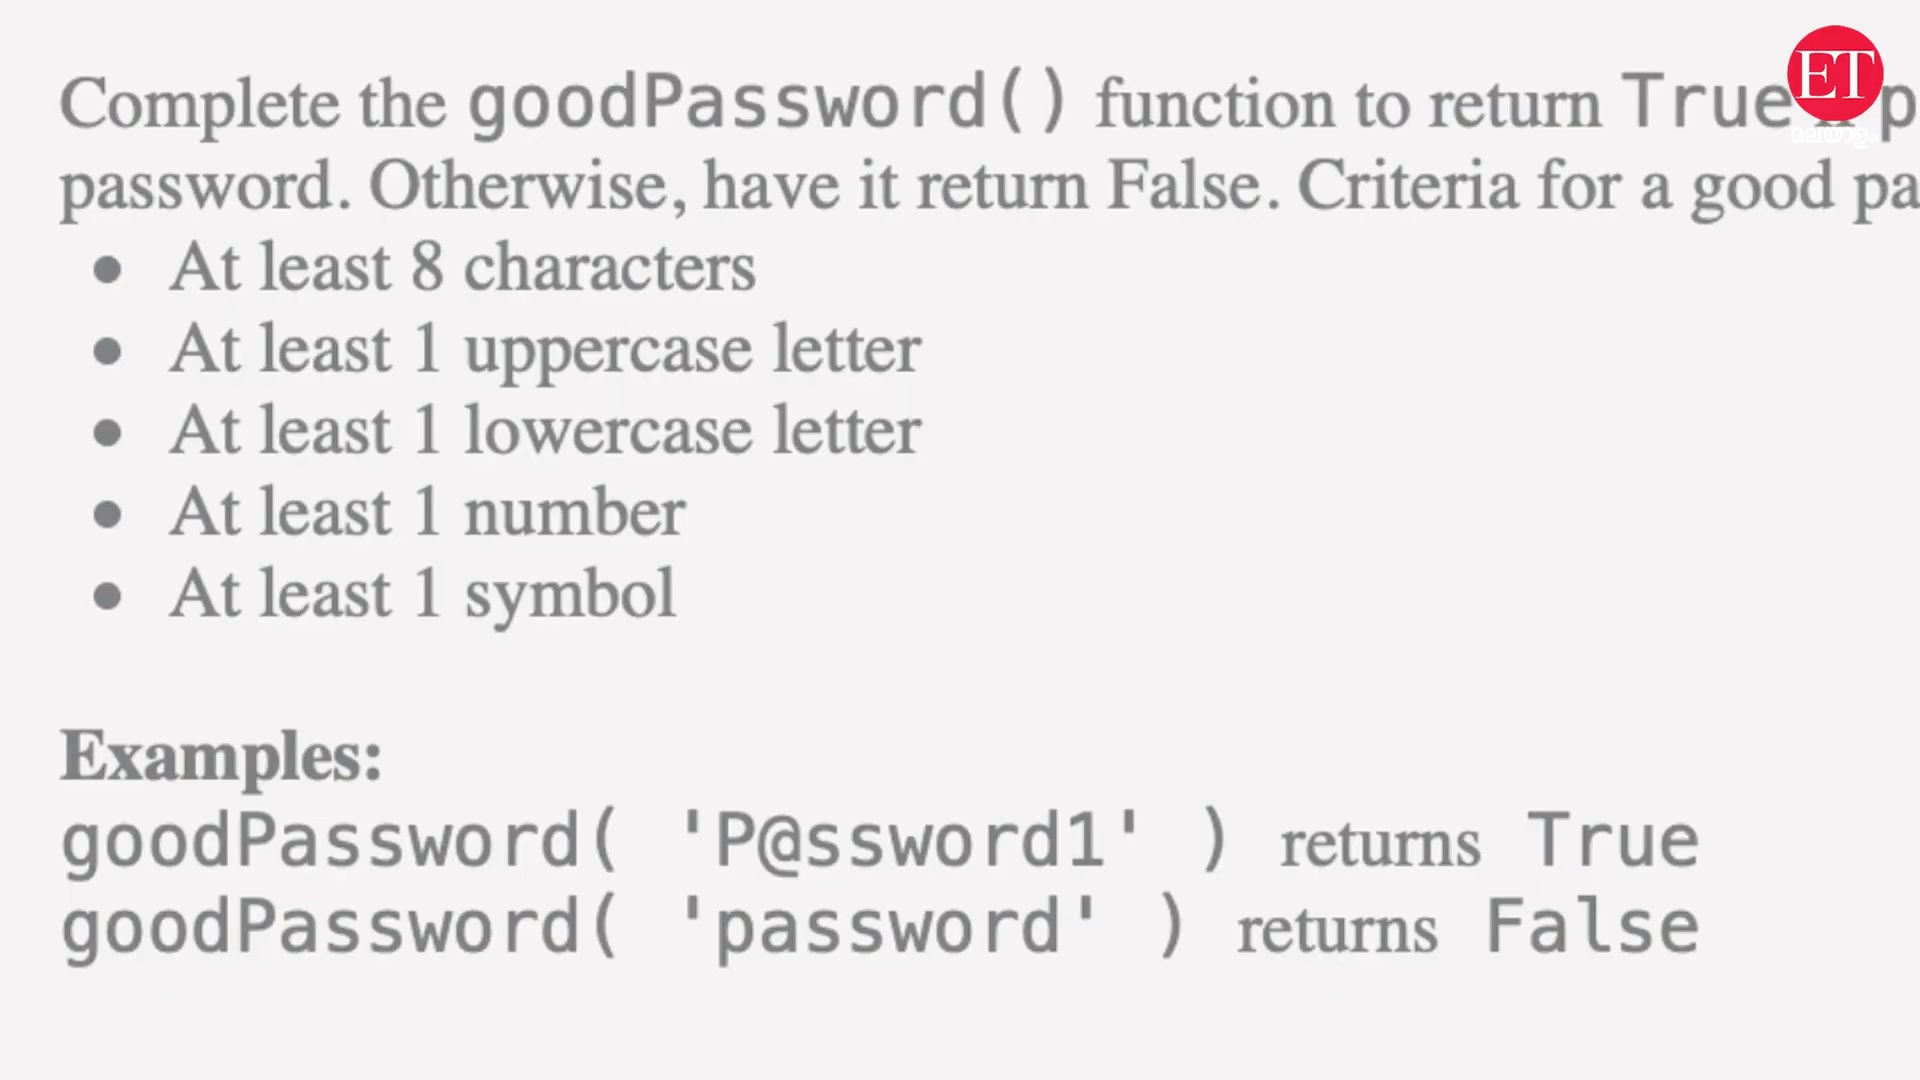 Complete the goodPassword() function to return True
password. Otherwise, have it return False. Criteria for a good pa
• At least 8 characters
• At least 1 uppercase letter
• At least 1 lowercase letter
• At least 1 number
• At least 1 symbol
Examples:
goodPassword( 'P@ssword1' ) returns True
goodPassword( 'password' ) returns False
ET
മലയാളം